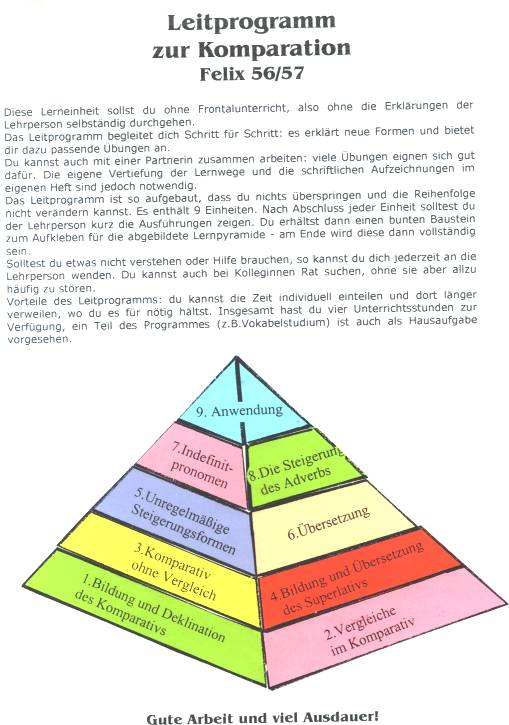 Leitprogramm
zur Komparation
Felix 56/57
Diese Lerneinheit sollst du ohne Frontalunterricht, also ohne die Erklärungen der
Lehrperson selbständig durchgehen.
Das Leitprogramm begleitet dich Schritt für Schritt: es erklärt neue Formen und bietet
dir dazu passende Übungen an.
Du kannst auch mit einer Partnerin zusammen arbeiten: viele Übungen eignen sich gut
dafür. Die eigene Vertiefung der Lernwege und die schriftlichen Aufzeichnungen im
eigenen Heft sind jedoch notwendig.
Das Leitprogramm ist so aufgebaut, dass du nichts überspringen und die Reihenfolge
nicht verändern kannst. Es enthält 9 Einheiten. Nach Abschluss jeder Einheit solltest du
der Lehrperson kurz die Ausführungen zeigen. Du erhältst dann einen bunten Baustein
zum Aufkleben für die abgebildete Lernpyramide - am Ende wird diese dann vollständig
sein.
Solltest du etwas nicht verstehen oder Hilfe brauchen, so kannst du dich jederzeit an die
Lehrperson wenden. Du kannst auch bei Kolleginnen Rat suchen, ohne sie aber allzu
häufig zu stören.
Vorteile des Leitprogramms: du kannst die Zeit individuell einteilen und dort länger
verweilen, wo du es für nötig hältst. Insgesamt hast du vier Unterrichtsstunden zur
Verfügung, ein Teil des Programmes (z.B.Vokabelstudium) ist auch als Hausaufgabe
vorgesehen.
9. Anwendung
7.Indefinit-
pronomen
8.Die Steigerung
des Adverbs
5.Unregelmäßige
Steigerungsformen
6.Übersetzung
3.Komparativ
ohne Vergleich
4.Bildung und Übersetzung
des Superlativs
1.Bildung und Deklination
des Komparativs
2.Vergleiche
im Komparativ
Gute Arbeit und viel Ausdauer!